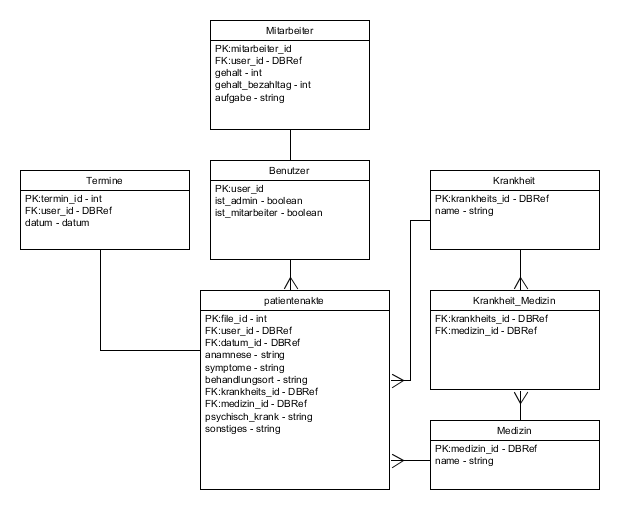 Mitarbeiter
PK:mitarbeiter_id
FK:user_id - DBRef
gehalt - int
gehalt_bezahltag - int
aufgabe - string
Benutzer
PK:user_id
ist_admin - boolean
ist_mitarbeiter - boolean
Termine
PK:termin_id - int
FK:user_id - DBRef
datum - datum
Krankheit
PK:krankheits_id - DBRef
name - string
patientenakte
PK:file_id - int
FK:user_id - DBRef
FK:datum_id - DBRef
anamnese - string
symptome - string
behandlungsort - string
FK:krankheits_id - DBRef
FK:medizin_id - DBRef
psychisch_krank - string
sonstiges - string
Krankheit_Medizin
FK:krankheits_id - DBRef
FK:medizin_id - DBRef
Medizin
PK:medizin_id - DBRef
name - string